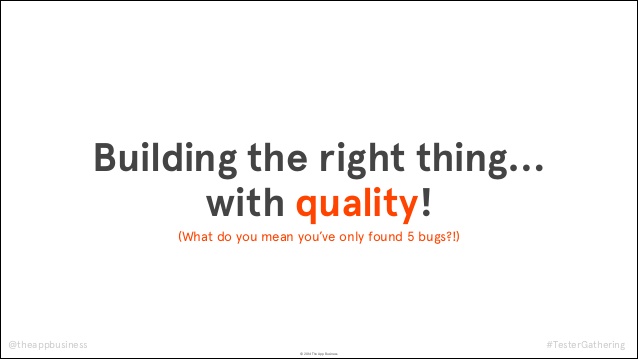 Building the right thing...
with quality!
(What do you mean you've only found 5 bugs?!)
@theappbusiness
#TesterGathering
The App Business